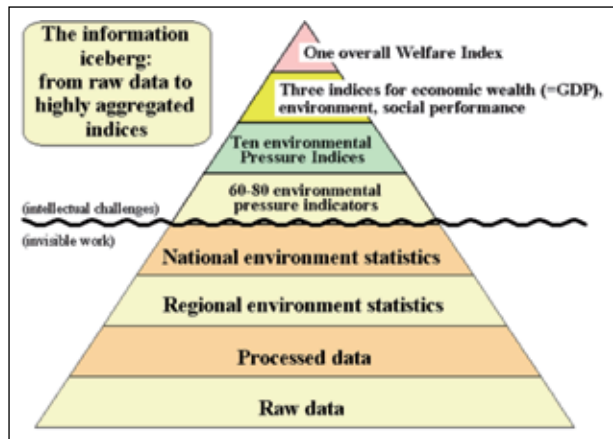 The information
iceberg:
from raw data to
highly aggregated
indices
One overall Welfare Index
Three indices for economic wealth (=GDP),
environment, social performance
Ten environmental
Pressure Indices
60-80 environmental
pressure indicators
(intellectual challenges)
(invisible work)
National environment statistics
Regional environment statistics
Processed data
Raw data